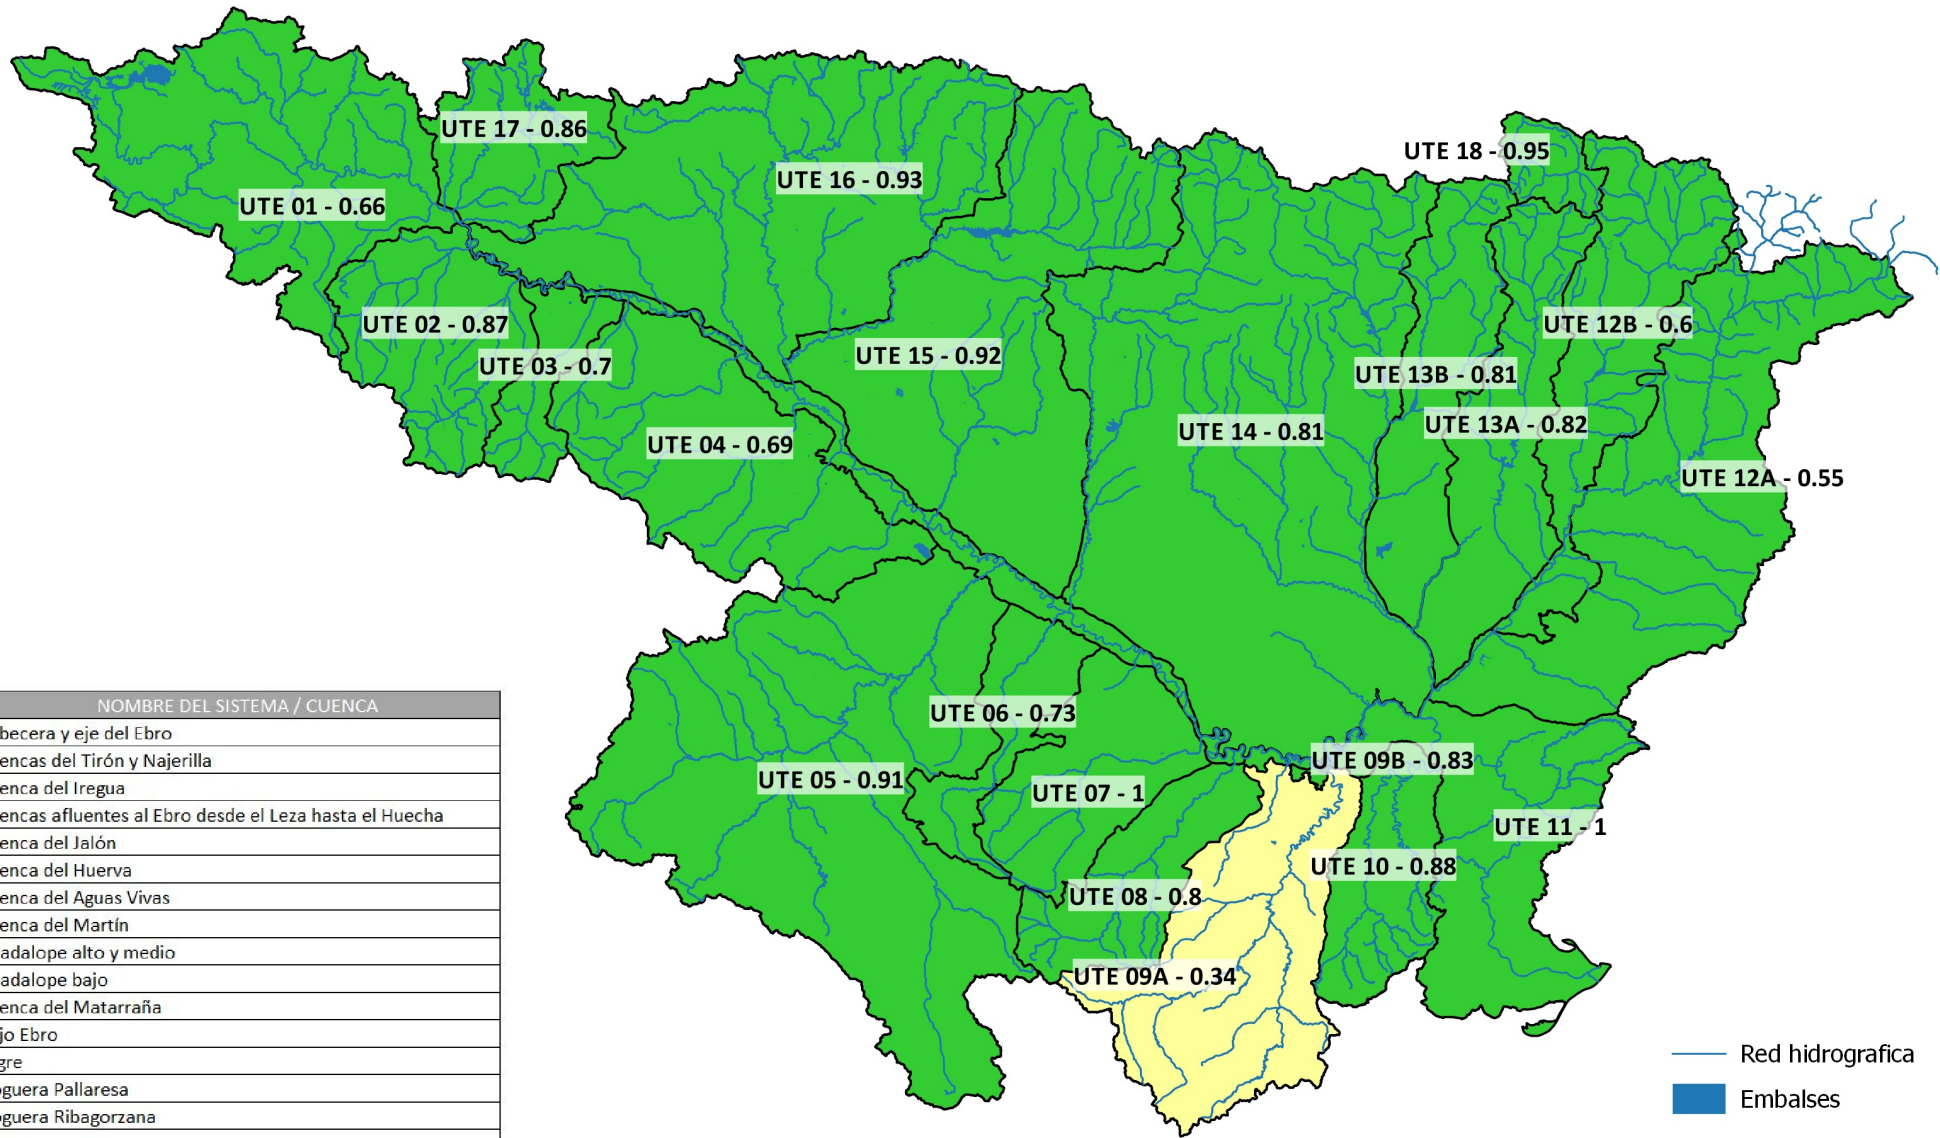 UTE 17 - 0.86
UTE 18 - 0.95
UTE 16 - 0.93
UTE 01 - 0.66
UTE 02 - 0.87
UTE 12B - 0.6
UTE 15 - 0.92
UTE 03 - 0.7
UTE 13B - 0.81
UTE 13A - 0.82
UTE 14 - 0.81
UTE 04 - 0.69
UTE 12A - 0.55
UTE 06 - 0.73
UTE 09B - 0.83
UTE 05 - 0.91
UTE 07 - 1
UTE 11 - 1
UTE 10 - 0.88
UTE 08 - 0.8
UTE 09A - 0.34
NOMBRE DEL SISTEMA / CUENCA
becera y eje del Ebro
encas del Tirón y Najerilla
enca del Iregua
encas afluentes al Ebro desde el Leza hasta el Huecha
enca del Jalón
enca del Huerva
enca del Aguas Vivas
enca del Martín
adalope alto y medio
adalope bajo
enca del Matarraña
jo Ebro
gre
guera Pallaresa
guera Ribagorzana
Red hidrografica
Embalses